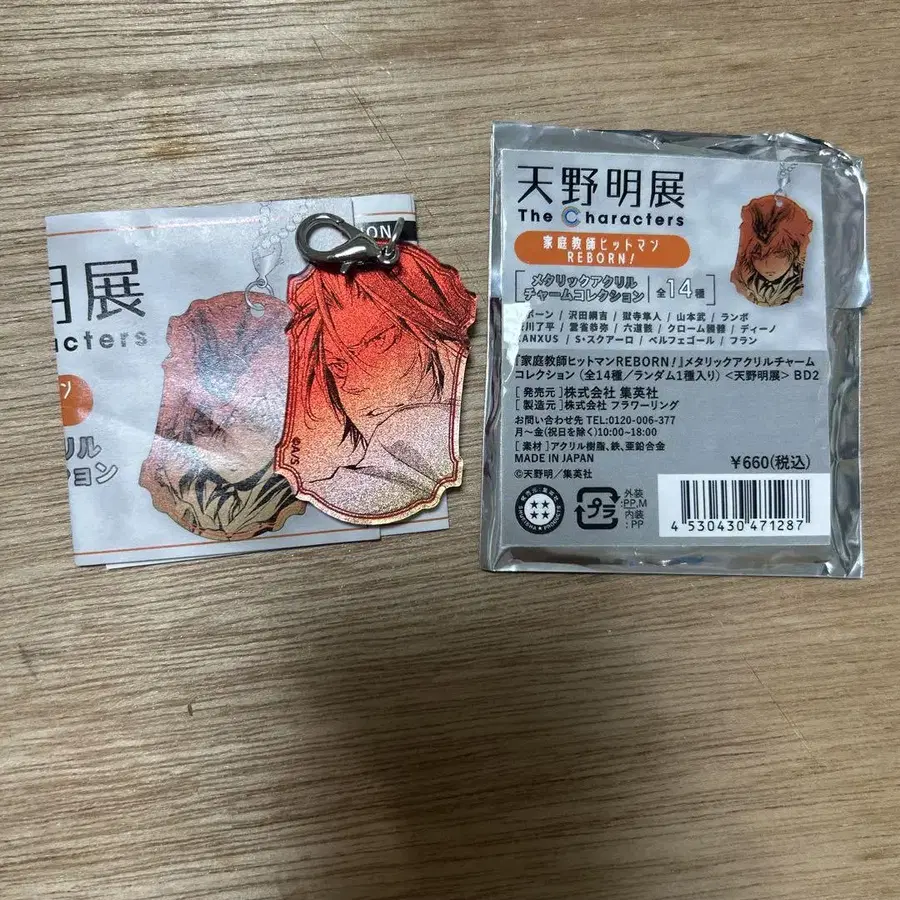 ION
明展
acters
ン
リル
ション
©AA/S
天野明展
The Characters
家庭教師ヒットマン
REBORN!
メタリックアクリル
チャームコレクション
全14種
ボーン / 沢田綱吉 / 獄寺隼人 / 山本武 / ランボ
川了平 / 雲雀恭弥 / 六道骸 / クローム髑髏 / ディーノ
XANXUS / S・スクアーロ / ベルフェゴール / フラン
『家庭教師ヒットマンREBORN!』メタリックアクリルチャーム
コレクション (全14種/ランダム1種入り) <天野明展> BD2
[ 発売元 ] 株式会社 集英社
[ 製造元 ] 株式会社 フラワーリング
お問い合わせ先 TEL:0120-006-377
月〜金(祝日を除く)10:00-18:00
[ 素材 ] アクリル樹脂、鉄、亜鉛合金
MADE IN JAPAN
©天野明/集英社
¥660(税込)
プラ
外装
:PP,M
内装
:PP
4 530430 471287